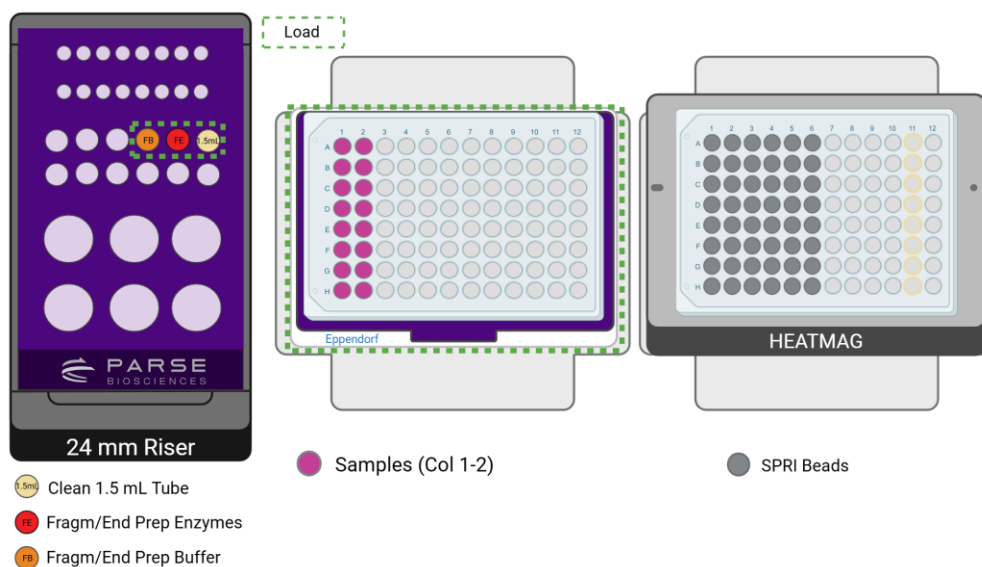 Load
FB FE 1.5mL
PARSE
BIOSCIENCES
24 mm Riser
1.5mL Clean 1.5 mL Tube
FE Fragm/End Prep Enzymes
FB Fragm/End Prep Buffer
1 2 3 4 5 6 7 8 9 10 11 12
A
B
C
D
E
F
G
H
Eppendorf
Samples (Col 1-2)
1 2 3 4 5 6 7 8 9 10 11 12
A
B
C
D
E
F
G
H
HEATMAG
SPRI Beads